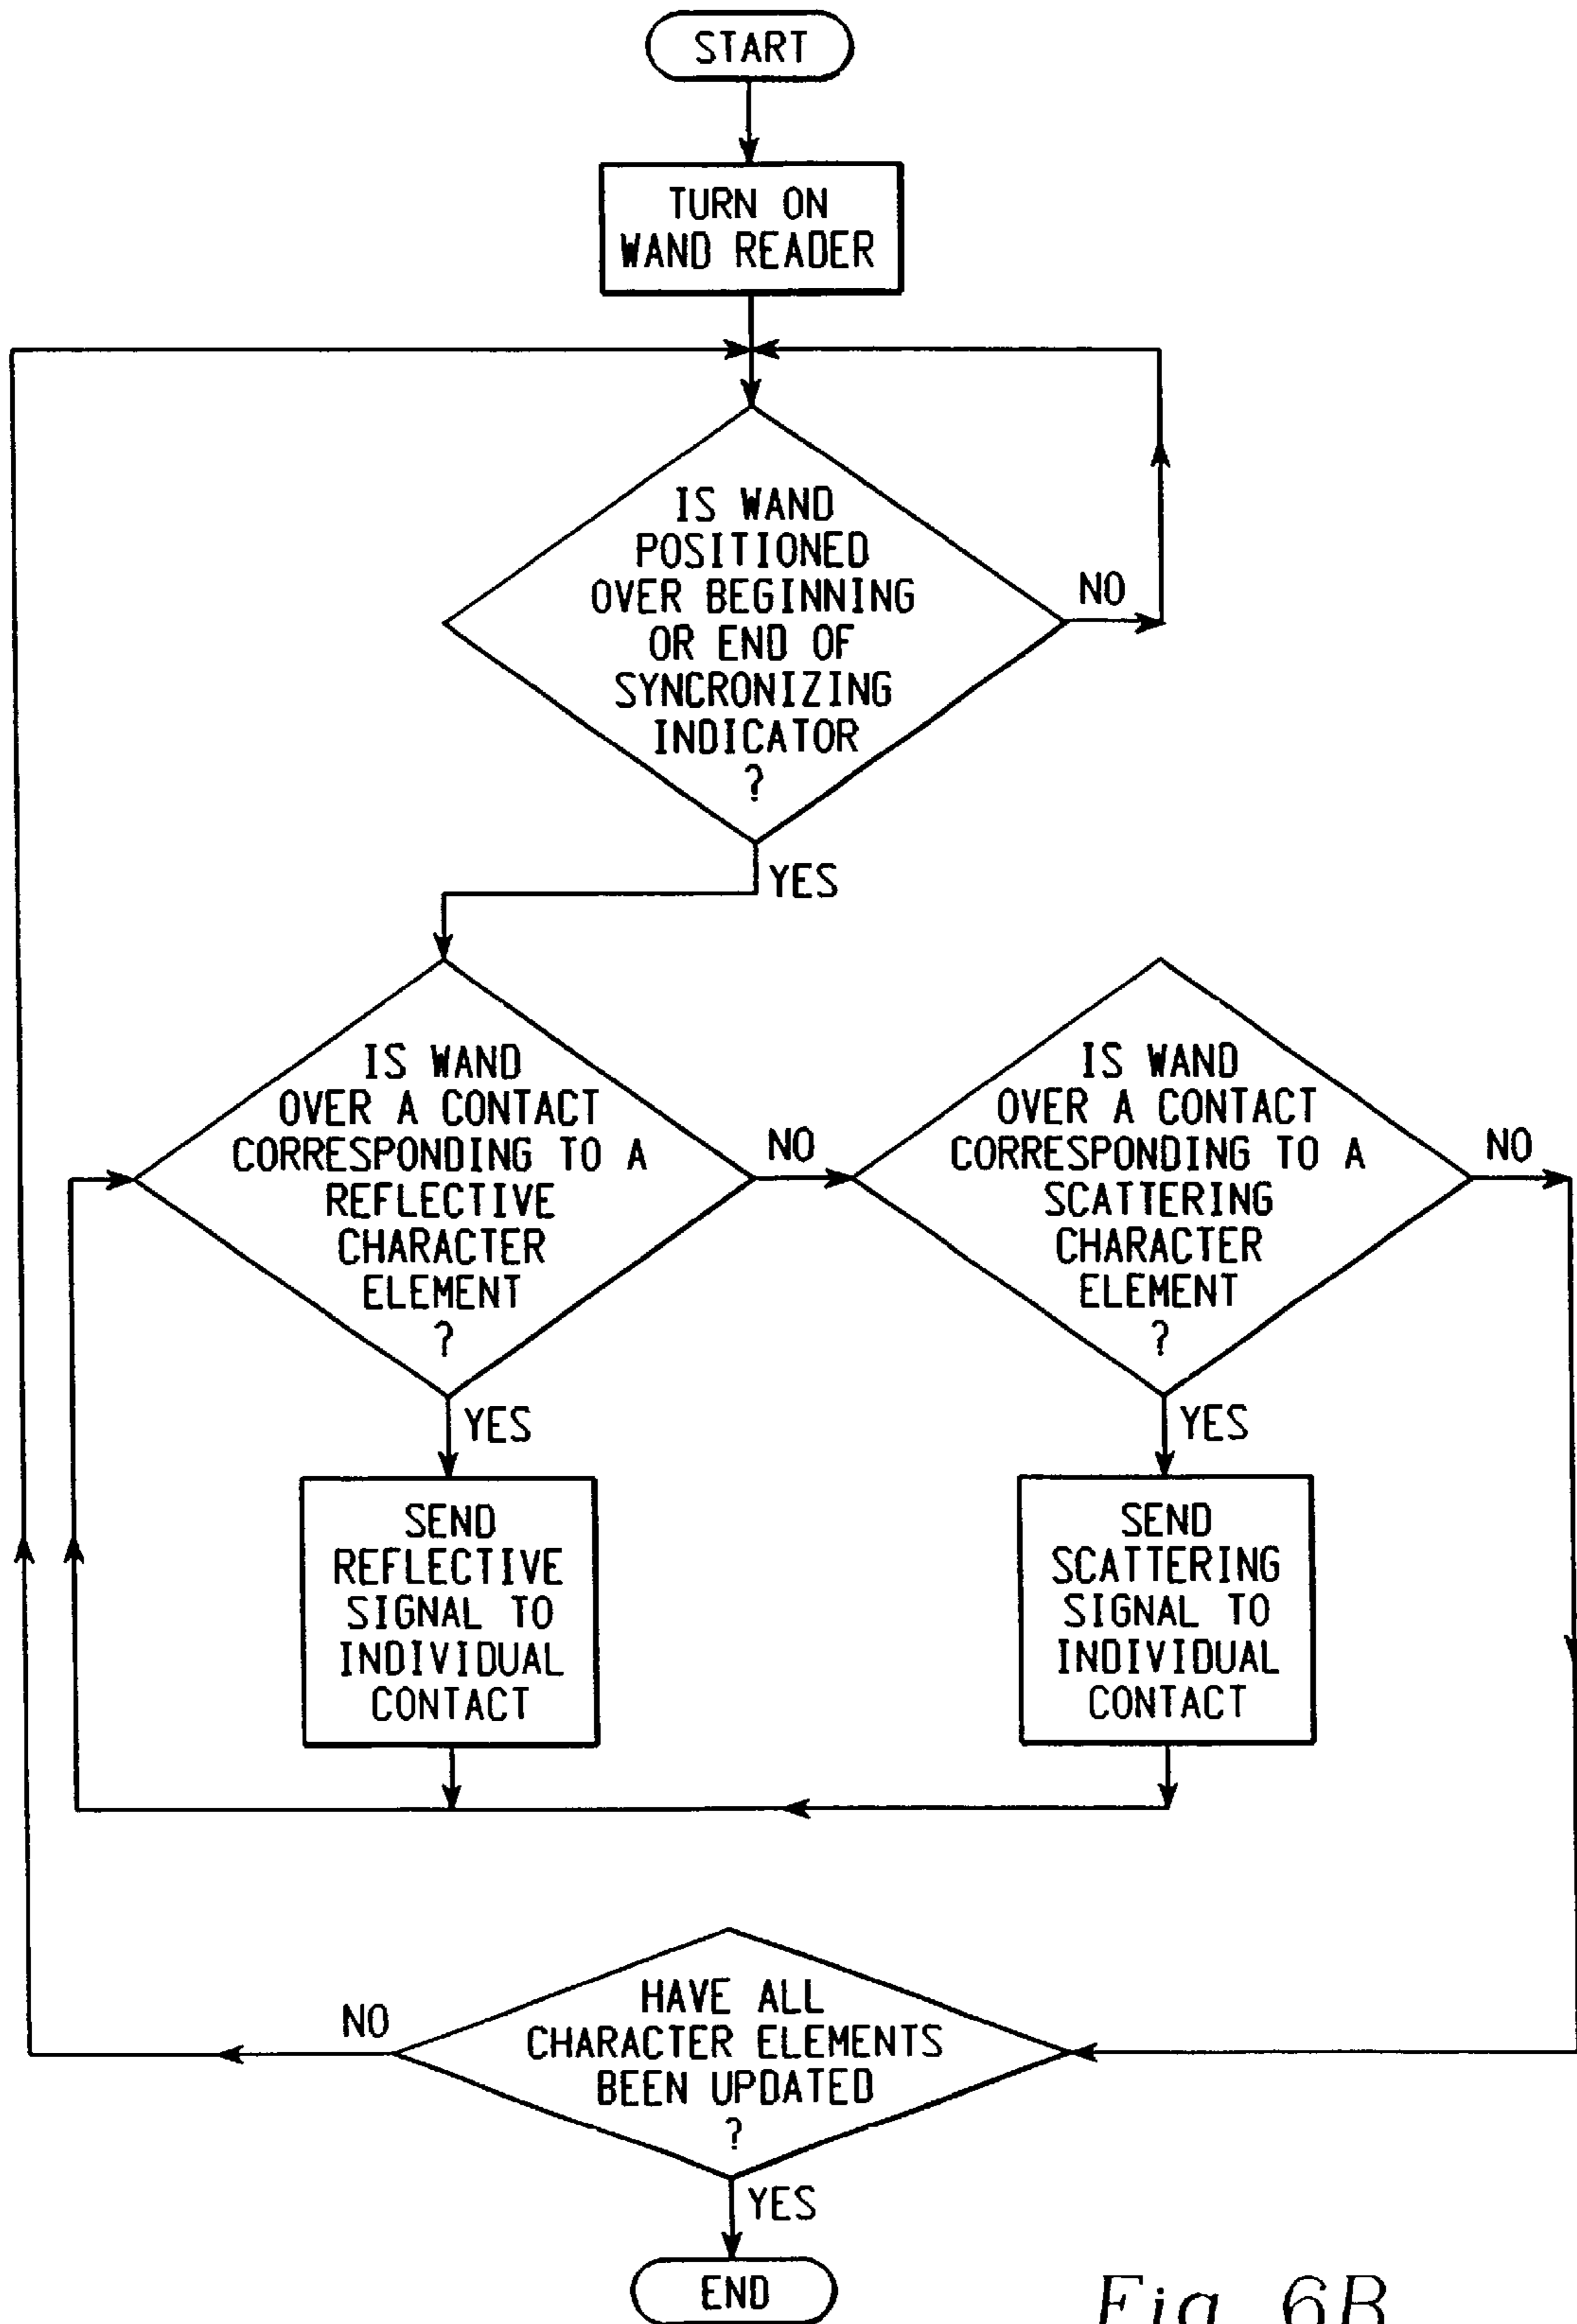 START
TURN ON
WAND READER
IS WAND
POSITIONED
OVER BEGINNING
OR END OF
SYNCRONIZING
INDICATOR
?
NO
YES
IS WAND
OVER A CONTACT
CORRESPONDING TO A
REFLECTIVE
CHARACTER
ELEMENT
?
NO
YES
IS WAND
OVER A CONTACT
CORRESPONDING TO A
SCATTERING
CHARACTER
ELEMENT
?
NO
YES
SEND
REFLECTIVE
SIGNAL TO
INDIVIDUAL
CONTACT
SEND
SCATTERING
SIGNAL TO
INDIVIDUAL
CONTACT
HAVE ALL
CHARACTER ELEMENTS
BEEN UPDATED
?
NO
YES
END
Fig. 6B